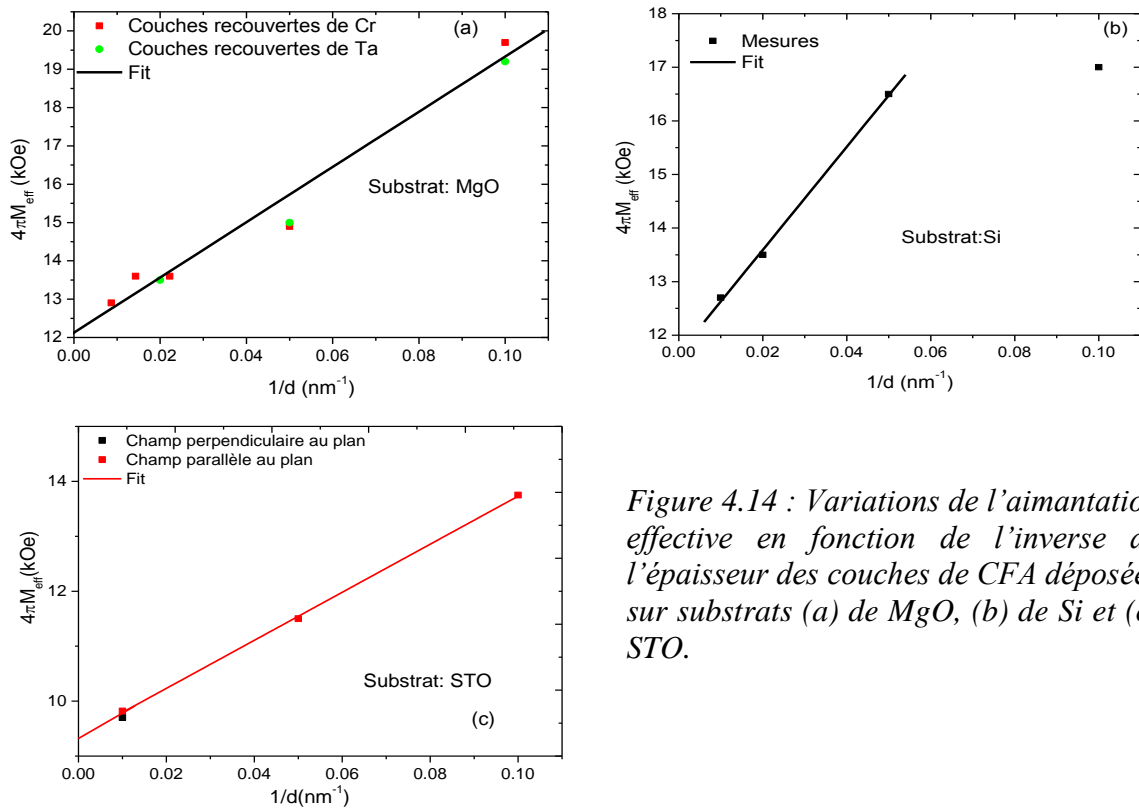 (a)
Couches recouvertes de Cr
Couches recouvertes de Ta
Fit
Substrat: MgO
4πM_eff (kOe)
20
19
18
17
16
15
14
13
12
0.00 0.02 0.04 0.06 0.08 0.10
1/d (nm⁻¹)
(b)
Mesures
Fit
Substrat:Si
4πM_eff (kOe)
18
17
16
15
14
13
12
0.00 0.02 0.04 0.06 0.08 0.10
1/d (nm⁻¹)
Champ perpendiculaire au plan
Champ parallèle au plan
Fit
Substrat: STO
(c)
4πM_eff (kOe)
14
12
10
0.00 0.02 0.04 0.06 0.08 0.10
1/d(nm⁻¹)
Figure 4.14 : Variations de l'aimantation
effective en fonction de l'inverse d
l'épaisseur des couches de CFA déposée
sur substrats (a) de MgO, (b) de Si et (c
STO.